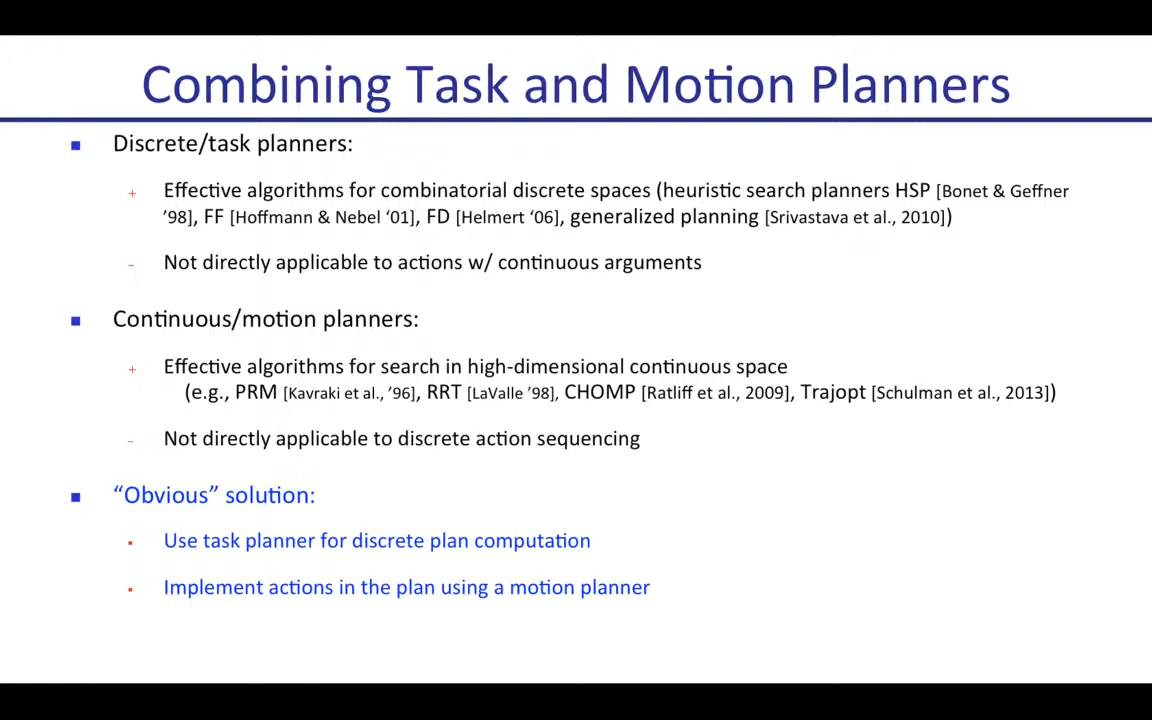 Combining Task and Motion Planners
Discrete/task planners:
+ Effective algorithms for combinatorial discrete spaces (heuristic search planners HSP [Bonet & Geffner
’98], FF [Hoffmann & Nebel ‘01], FD [Helmert ‘06], generalized planning [Srivastava et al., 2010])
- Not directly applicable to actions w/ continuous arguments
Continuous/motion planners:
+ Effective algorithms for search in high-dimensional continuous space
(e.g., PRM [Kavraki et al., ’96], RRT [LaValle ’98], CHOMP [Ratliff et al., 2009], Trajopt [Schulman et al., 2013])
- Not directly applicable to discrete action sequencing
“Obvious” solution:
Use task planner for discrete plan computation
Implement actions in the plan using a motion planner